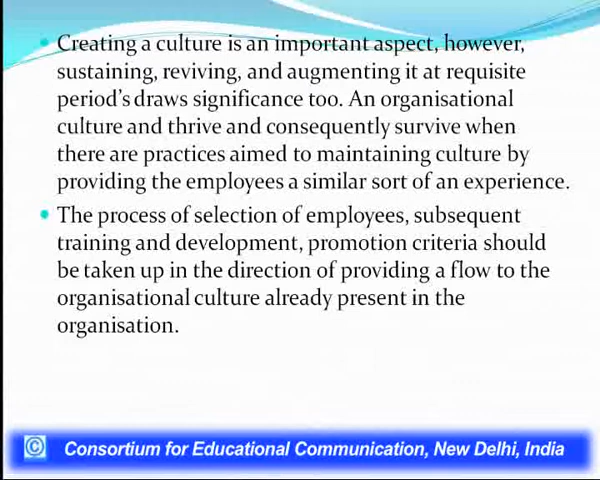 Creating a culture is an important aspect, however,
sustaining, reviving, and augmenting it at requisite
period's draws significance too. An organisational
culture and thrive and consequently survive when
there are practices aimed to maintaining culture by
providing the employees a similar sort of an experience.
The process of selection of employees, subsequent
training and development, promotion criteria should
be taken up in the direction of providing a flow to the
organisational culture already present in the
organisation.
© Consortium for Educational Communication, New Delhi, India